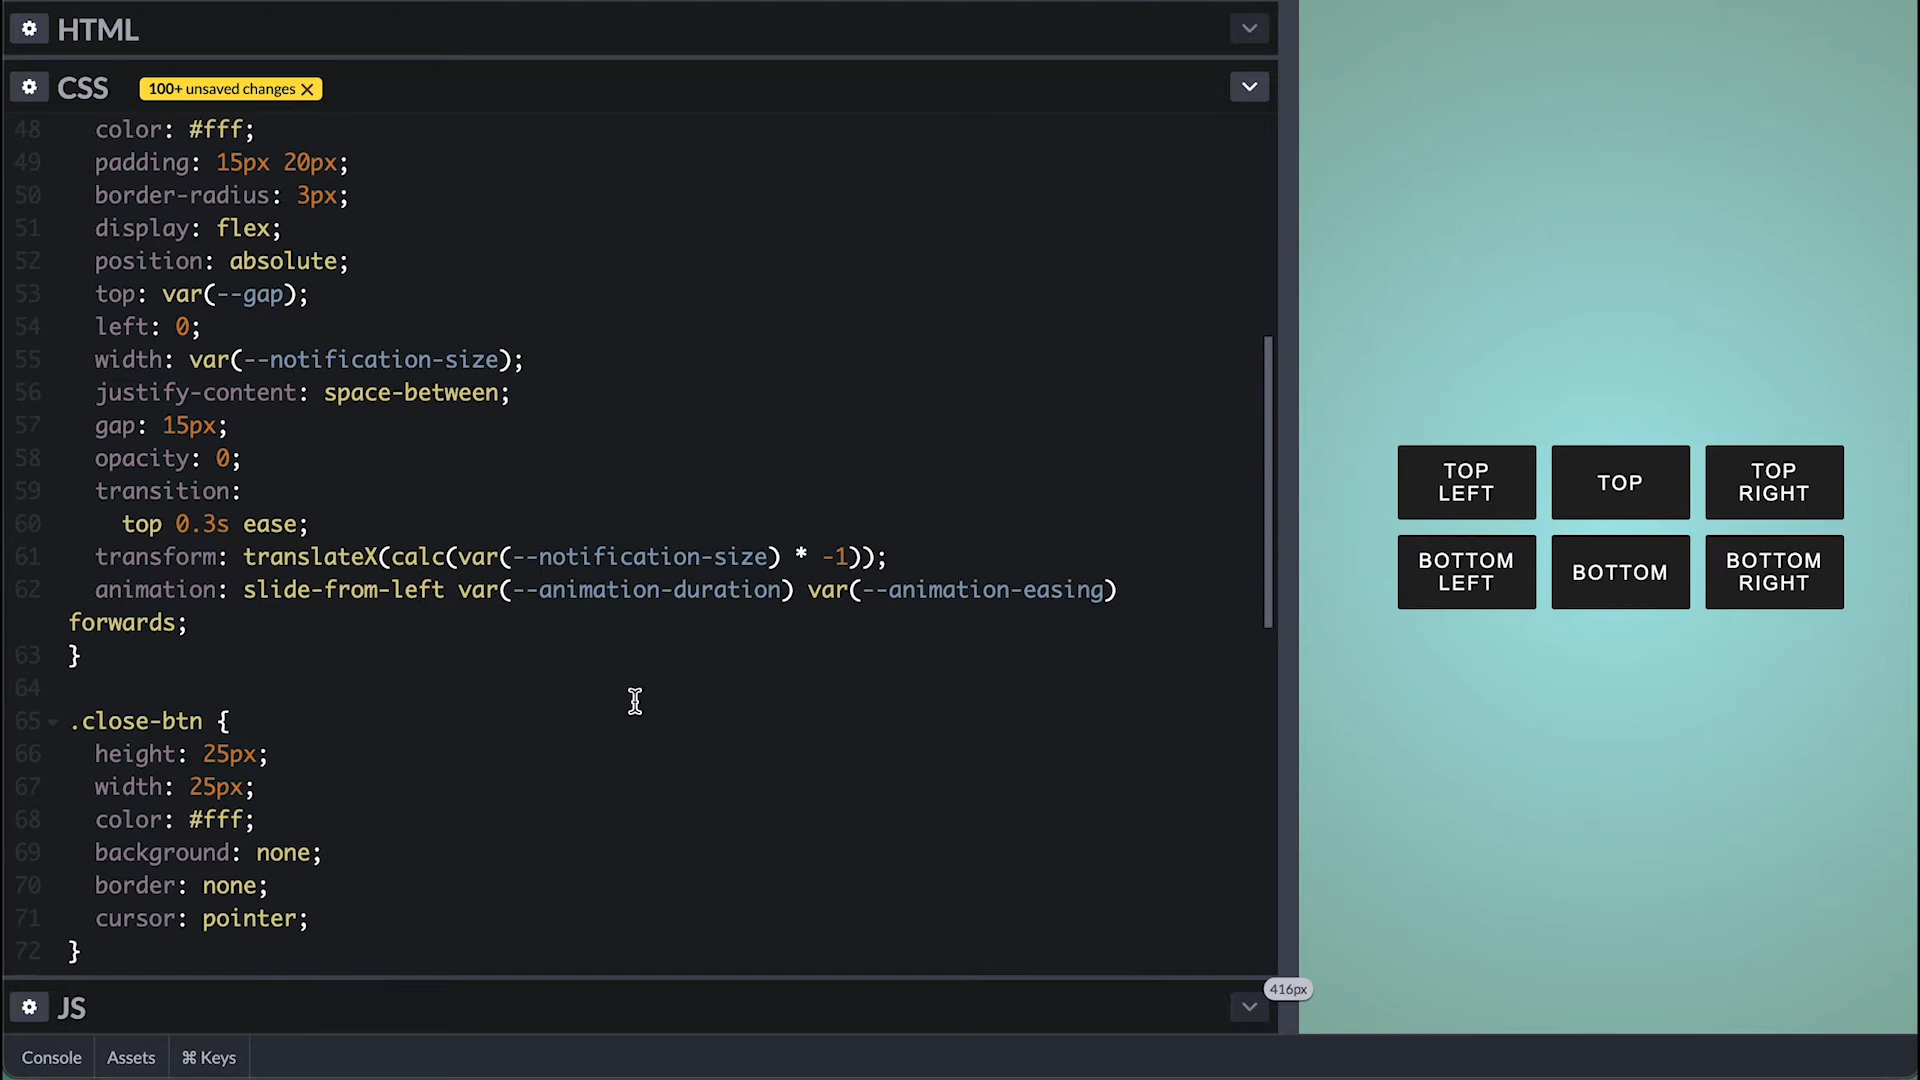 HTML
CSS
100+ unsaved changes
48 color: #fff;
49 padding: 15px 20px;
50 border-radius: 3px;
51 display: flex;
52 position: absolute;
53 top: var(--gap);
54 left: 0;
55 width: var(--notification-size);
56 justify-content: space-between;
57 gap: 15px;
58 opacity: 0;
59 transition:
60 top 0.3s ease;
61 transform: translateX(calc(var(--notification-size) * -1));
62 animation: slide-from-left var(--animation-duration) var(--animation-easing)
forwards;
63 }
64
65 .close-btn {
66 height: 25px;
67 width: 25px;
68 color: #fff;
69 background: none;
70 border: none;
71 cursor: pointer;
72 }
JS
416px
Console Assets ⌘ Keys
TOP
LEFT
TOP
TOP
RIGHT
BOTTOM
LEFT
BOTTOM
BOTTOM
RIGHT